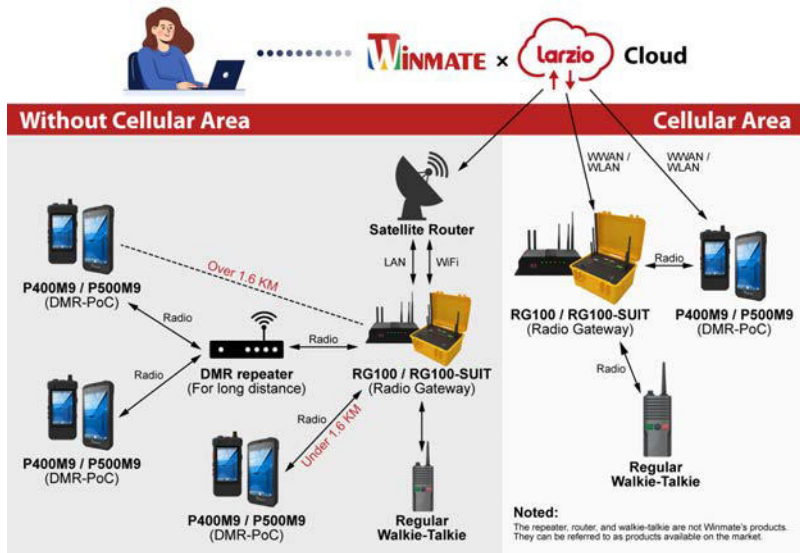 WINMATE × Larzio Cloud
Without Cellular Area
Cellular Area
WWAN /
WLAN
WWAN /
WLAN
Satellite Router
LAN
WiFi
P400M9 / P500M9
(DMR-PoC)
Over 1.6 KM
Radio
Radio
DMR repeater
(For long distance)
Radio
RG100 / RG100-SUIT
(Radio Gateway)
P400M9 / P500M9
(DMR-PoC)
Radio
Under 1.6 KM
P400M9 / P500M9
(DMR-PoC)
Regular
Walkie-Talkie
RG100 / RG100-SUIT
(Radio Gateway)
Radio
P400M9 / P500M9
(DMR-PoC)
Radio
Regular
Walkie-Talkie
Noted:
The repeater, router, and walkie-talkie are not Winmate's products.
They can be referred to as products available on the market.